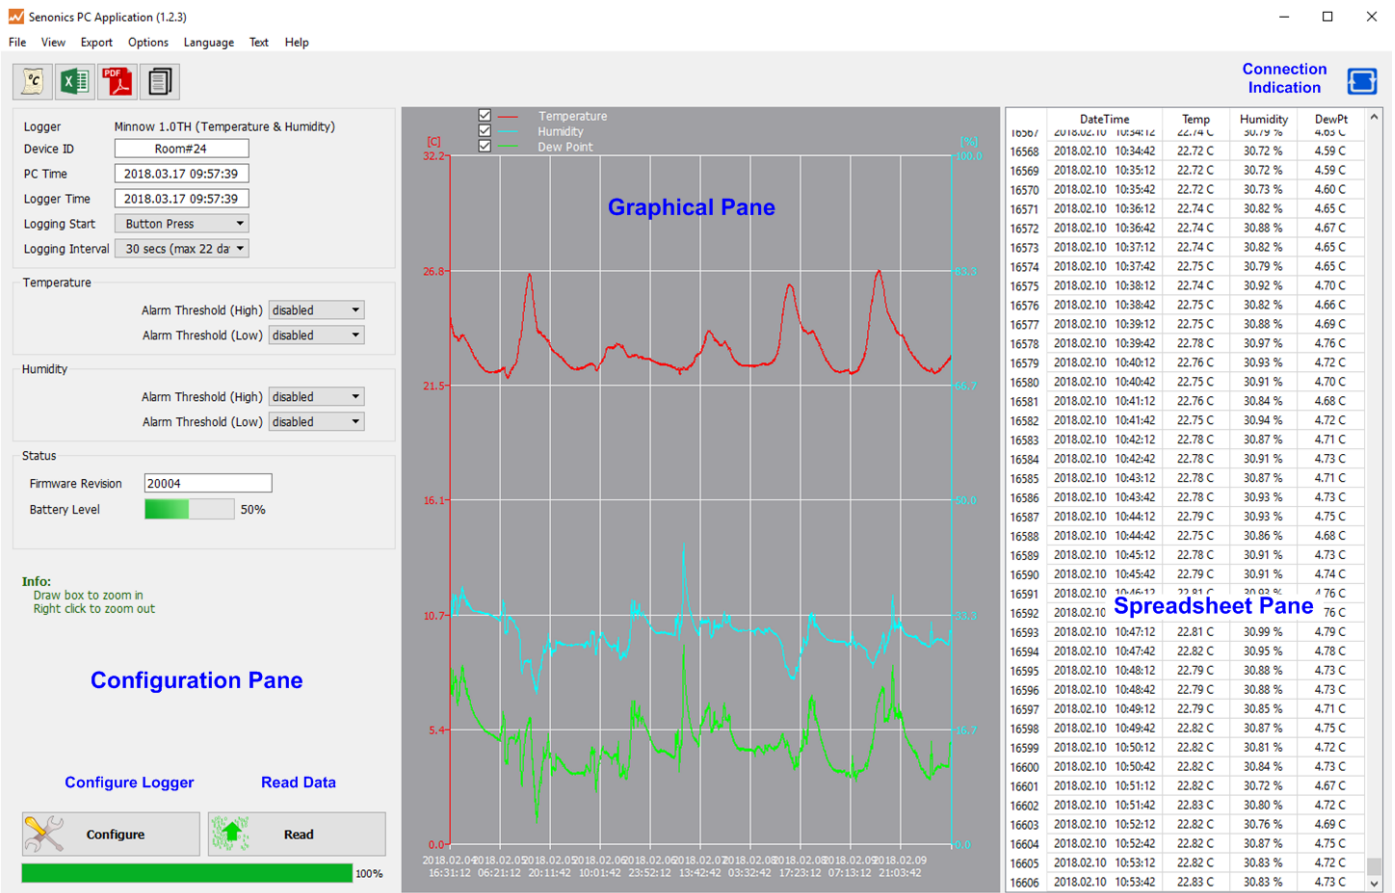 Senonics PC Application (1.2.3)
File View Export Options Language Text Help
°C
PDF
Connection
Indication
Logger Minnow 1.0TH (Temperature & Humidity)
Device ID Room#24
PC Time 2018.03.17 09:57:39
Logger Time 2018.03.17 09:57:39
Logging Start Button Press
Logging Interval 30 secs (max 22 da
Temperature
Alarm Threshold (High) disabled
Alarm Threshold (Low) disabled
Humidity
Alarm Threshold (High) disabled
Alarm Threshold (Low) disabled
Status
Firmware Revision 20004
Battery Level 50%
Info:
Draw box to zoom in
Right click to zoom out
Configuration Pane
Configure Logger Read Data
Configure Read
100%
Temperature
Humidity
Dew Point
[C] [%]
32.2 100.0
Graphical Pane
26.8 83.3
21.5 66.7
16.1 50.0
10.7 33.3
5.4 16.7
0.0 0.0
2018.02.04 2018.02.05 2018.02.05 2018.02.06 2018.02.06 2018.02.07 2018.02.08 2018.02.08 2018.02.09 2018.02.09
16:31:12 06:21:12 20:11:42 10:01:42 23:52:12 13:42:42 03:32:42 17:23:12 07:13:12 21:03:42
DateTime Temp Humidity DewPt
16567 2018.02.10 10:34:12 22.74 C 30.79 % 4.63 C
16568 2018.02.10 10:34:42 22.72 C 30.72 % 4.59 C
16569 2018.02.10 10:35:12 22.72 C 30.72 % 4.59 C
16570 2018.02.10 10:35:42 22.72 C 30.73 % 4.60 C
16571 2018.02.10 10:36:12 22.74 C 30.82 % 4.65 C
16572 2018.02.10 10:36:42 22.74 C 30.88 % 4.67 C
16573 2018.02.10 10:37:12 22.74 C 30.82 % 4.65 C
16574 2018.02.10 10:37:42 22.75 C 30.79 % 4.65 C
16575 2018.02.10 10:38:12 22.74 C 30.92 % 4.70 C
16576 2018.02.10 10:38:42 22.75 C 30.82 % 4.66 C
16577 2018.02.10 10:39:12 22.75 C 30.88 % 4.69 C
16578 2018.02.10 10:39:42 22.78 C 30.97 % 4.76 C
16579 2018.02.10 10:40:12 22.76 C 30.93 % 4.72 C
16580 2018.02.10 10:40:42 22.75 C 30.91 % 4.70 C
16581 2018.02.10 10:41:12 22.76 C 30.84 % 4.68 C
16582 2018.02.10 10:41:42 22.75 C 30.94 % 4.72 C
16583 2018.02.10 10:42:12 22.78 C 30.87 % 4.71 C
16584 2018.02.10 10:42:42 22.78 C 30.91 % 4.73 C
16585 2018.02.10 10:43:12 22.78 C 30.87 % 4.71 C
16586 2018.02.10 10:43:42 22.78 C 30.93 % 4.73 C
16587 2018.02.10 10:44:12 22.79 C 30.93 % 4.75 C
16588 2018.02.10 10:44:42 22.75 C 30.86 % 4.68 C
16589 2018.02.10 10:45:12 22.78 C 30.91 % 4.73 C
16590 2018.02.10 10:45:42 22.79 C 30.91 % 4.74 C
16591 2018.02.10 10:46:12 22.81 C 30.92 % 4.76 C
16592 2018.02.10 76 C
Spreadsheet Pane
16593 2018.02.10 10:47:12 22.81 C 30.99 % 4.79 C
16594 2018.02.10 10:47:42 22.82 C 30.95 % 4.78 C
16595 2018.02.10 10:48:12 22.79 C 30.88 % 4.73 C
16596 2018.02.10 10:48:42 22.79 C 30.88 % 4.73 C
16597 2018.02.10 10:49:12 22.79 C 30.85 % 4.71 C
16598 2018.02.10 10:49:42 22.82 C 30.87 % 4.75 C
16599 2018.02.10 10:50:12 22.82 C 30.81 % 4.72 C
16600 2018.02.10 10:50:42 22.82 C 30.84 % 4.73 C
16601 2018.02.10 10:51:12 22.82 C 30.72 % 4.67 C
16602 2018.02.10 10:51:42 22.83 C 30.80 % 4.72 C
16603 2018.02.10 10:52:12 22.82 C 30.76 % 4.69 C
16604 2018.02.10 10:52:42 22.82 C 30.87 % 4.75 C
16605 2018.02.10 10:53:12 22.82 C 30.83 % 4.72 C
16606 2018.02.10 10:53:42 22.83 C 30.83 % 4.73 C